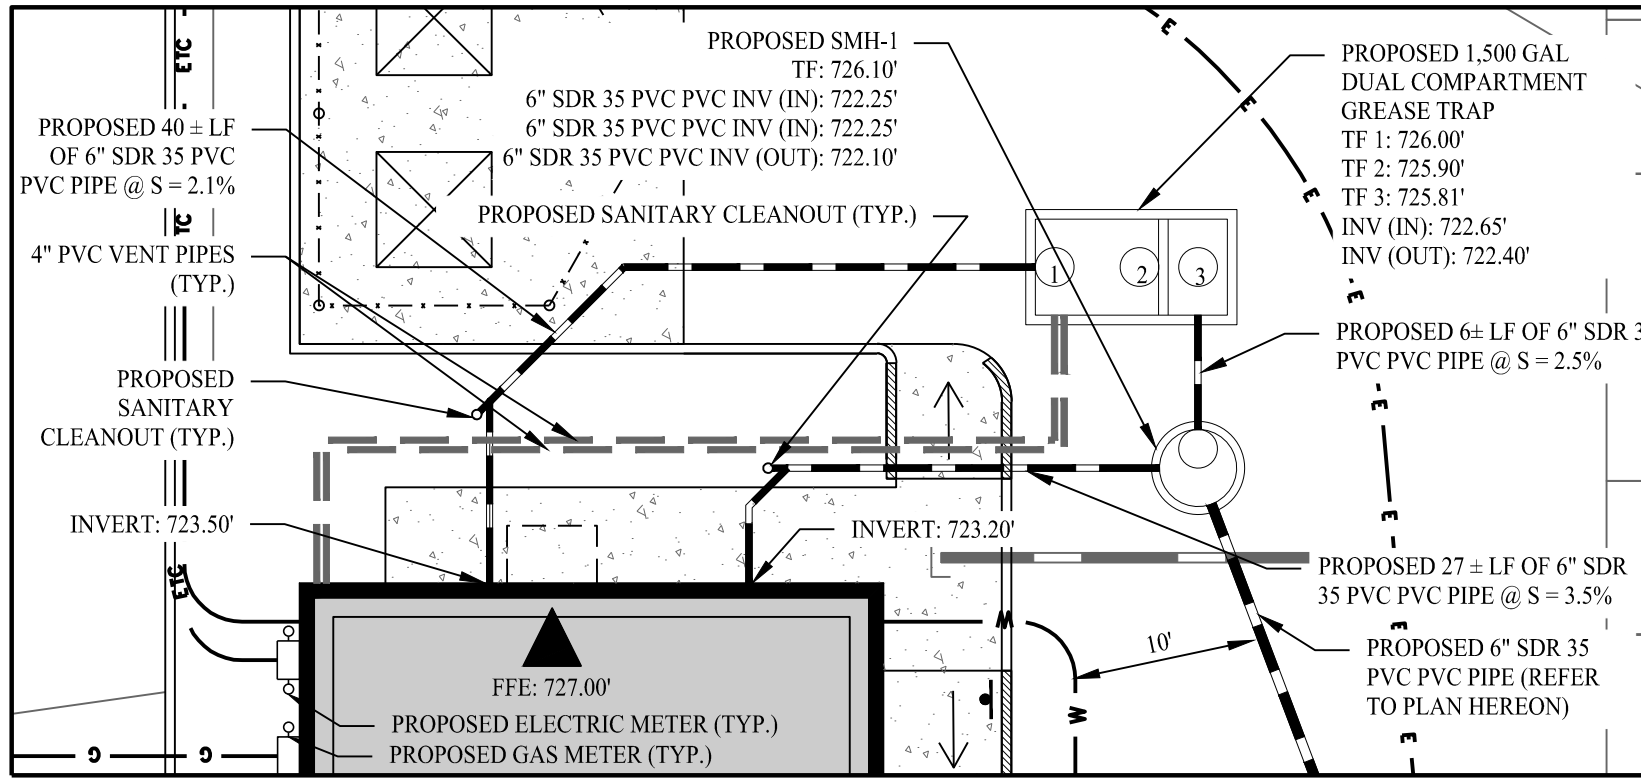 PROPOSED SMH-1
TF: 726.10'
6" SDR 35 PVC PVC INV (IN): 722.25'
6" SDR 35 PVC PVC INV (IN): 722.25'
6" SDR 35 PVC PVC INV (OUT): 722.10'
PROPOSED 1,500 GAL
DUAL COMPARTMENT
GREASE TRAP
TF 1: 726.00'
TF 2: 725.90'
TF 3: 725.81'
INV (IN): 722.65'
INV (OUT): 722.40'
PROPOSED 40 ± LF
OF 6" SDR 35 PVC
PVC PIPE @ S = 2.1%
PROPOSED SANITARY CLEANOUT (TYP.)
4" PVC VENT PIPES
(TYP.)
1
2
3
PROPOSED 6± LF OF 6" SDR 3
PVC PVC PIPE @ S = 2.5%
PROPOSED
SANITARY
CLEANOUT (TYP.)
INVERT: 723.50'
INVERT: 723.20'
PROPOSED 27 ± LF OF 6" SDR
35 PVC PVC PIPE @ S = 3.5%
PROPOSED 6" SDR 35
PVC PVC PIPE (REFER
TO PLAN HEREON)
10'
FFE: 727.00'
PROPOSED ELECTRIC METER (TYP.)
PROPOSED GAS METER (TYP.)
ETC
ETC
ETC
E
E
E
E
E
E
E
E
E
W
W
G
G